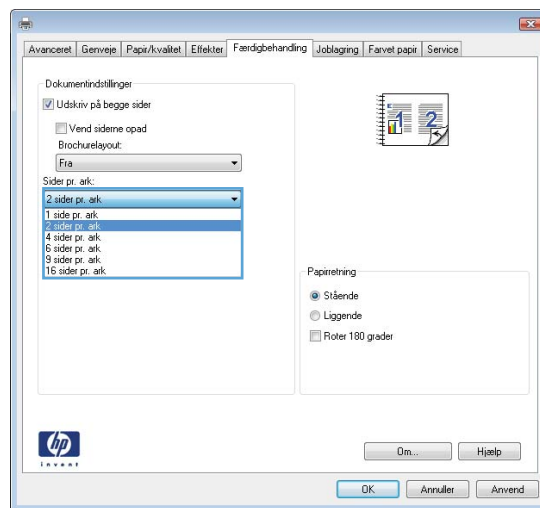 Avanceret Genveje Papir/kvalitet Effekter Færdigbehandling Joblagring Farvet papir Service
Dokumentindstillinger
Udskriv på begge sider
Vend siderne opad
Brochurelayout:
Fra
Sider pr. ark:
2 sider pr. ark
1 side pr. ark
2 sider pr. ark
4 sider pr. ark
6 sider pr. ark
9 sider pr. ark
16 sider pr. ark
1 2
Papirretning
Stående
Liggende
Roter 180 grader
hp
invent
Om... Hjælp
OK Annuller Anvend